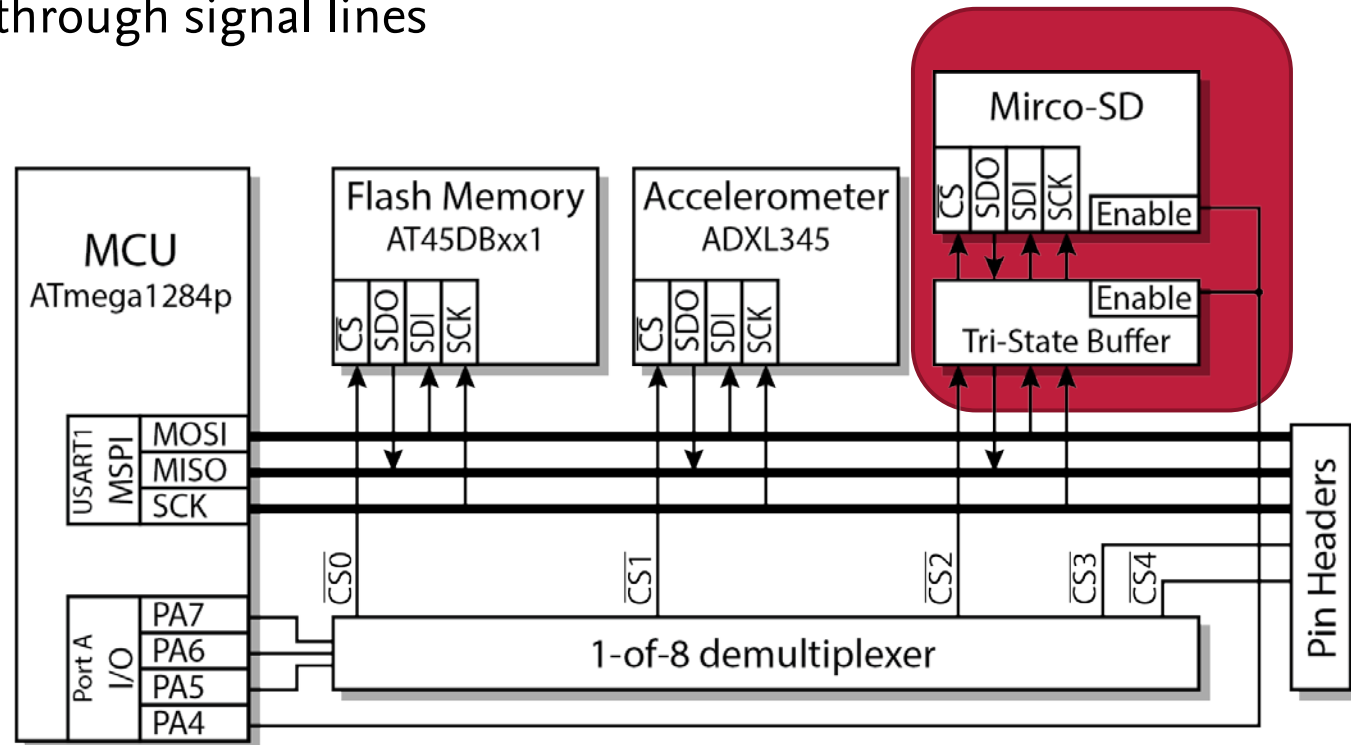 through signal lines
Mirco-SD
CS
SDO
SDI
SCK
Enable
Enable
Tri-State Buffer
MCU
ATmega1284p
Flash Memory
AT45DBxx1
CS
SDO
SDI
SCK
Accelerometer
ADXL345
CS
SDO
SDI
SCK
USART1
MSPI
MOSI
MISO
SCK
CS0
CS1
CS2
CS3
CS4
Pin Headers
Port A
I/O
PA7
PA6
PA5
PA4
1-of-8 demultiplexer